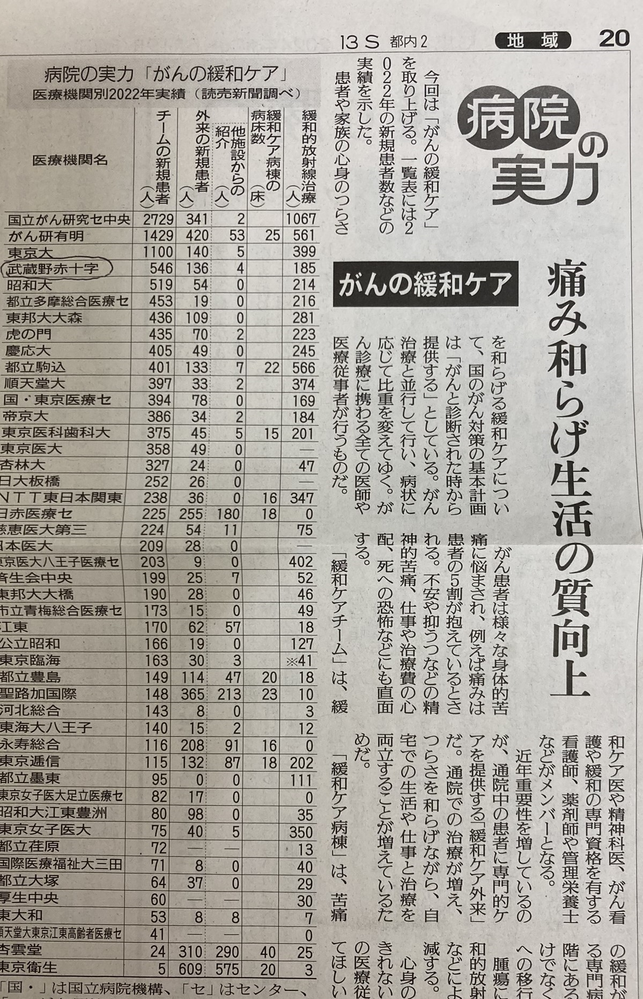 13S 都内2
地域
20
病院の実力
痛み和らげ生活の質向上
がんの緩和ケア
今回は「がんの緩和ケア」
を取り上げる。一覧表には2
022年の新規患者数などの
実績を示した。
患者や家族の心身のつらさ
を和らげる緩和ケアについ
て、国のがん対策の基本計画
は「がんと診断された時から
提供する」としている。がん
治療と並行して行い、病状に
応じて比重を変えてゆく。が
ん診療に携わる全ての医師や
医療従事者が行うものだ。
がん患者は様々な身体的苦
痛に悩まされ、例えば痛みは
患者の5割が抱えているとさ
れる。不安や抑うつなどの精
神的苦痛、仕事や治療費の心
配、死への恐怖などにも直面
する。
「緩和ケアチーム」は、緩
和ケア医や精神科医、がん看
護や緩和の専門資格を有する
看護師、薬剤師や管理栄養士
などがメンバーとなる。
近年重要性を増しているの
が、通院中の患者に専門的ケ
アを提供する「緩和ケア外来」
だ。通院での治療が増え、
つらさを和らげながら、自
宅での生活や仕事と治療を
両立することが増えているた
めだ。
「緩和ケア病棟」は、苦痛
の緩和が
る専門病
階にある
けでなく
への移行
腫瘍に
和的放射
などによ
減する。
心身の
きれない
の医療従
てほしい
病院の実力「がんの緩和ケア」
医療機関別2022年実績（読売新聞調べ）
医療機関名 チームの新規患者（人） 外来の新規患者（人） 他施設からの紹介（人） 緩和ケア病棟の病床数（床） 緩和的放射線治療（人）
国立がん研究セ中央 2729 341 2 1067
がん研有明 1429 420 53 25 561
東京大 1100 140 5 399
武蔵野赤十字 546 136 4 185
昭和大 519 54 0 214
都立多摩総合医療セ 453 19 0 216
東邦大大森 436 109 0 281
虎の門 435 70 2 223
慶応大 405 49 0 245
都立駒込 401 133 7 22 566
順天堂大 397 33 2 374
国・東京医療セ 394 78 0 169
帝京大 386 34 2 184
東京医科歯科大 375 45 5 15 201
東京医大 358 49 0 —
杏林大 327 24 0 47
日大板橋 252 26 0 —
NTT東日本関東 238 36 0 16 347
日赤医療セ 225 255 180 18 0
慈恵医大第三 224 54 11 75
日本医大 209 28 0 —
東京医大八王子医療セ 203 9 0 402
済生会中央 199 25 7 52
東邦大大橋 190 28 0 46
市立青梅総合医療セ 173 15 0 49
江東 170 62 57 18
公立昭和 166 19 0 127
東京臨海 163 30 3 ※41
都立豊島 149 114 47 20 18
聖路加国際 148 365 213 23 10
河北総合 143 8 0 3
東海大八王子 140 15 2 12
永寿総合 116 208 91 16 0
東京逓信 115 132 87 18 202
都立墨東 95 0 0 111
東京女子医大足立医療セ 82 17 0 0
昭和大江東豊洲 80 98 0 35
東京女子医大 75 40 5 350
都立荏原 72 — — 13
国際医療福祉大三田 71 8 0 40
都立大塚 64 37 0 29
厚生中央 60 — — 30
東大和 53 8 8 7
順天堂大東京江東高齢者医療セ 41 — — 0
杏雲堂 24 310 290 40 25
東京衛生 5 609 575 20 3
「国・」は国立病院機構、「セ」はセンター、